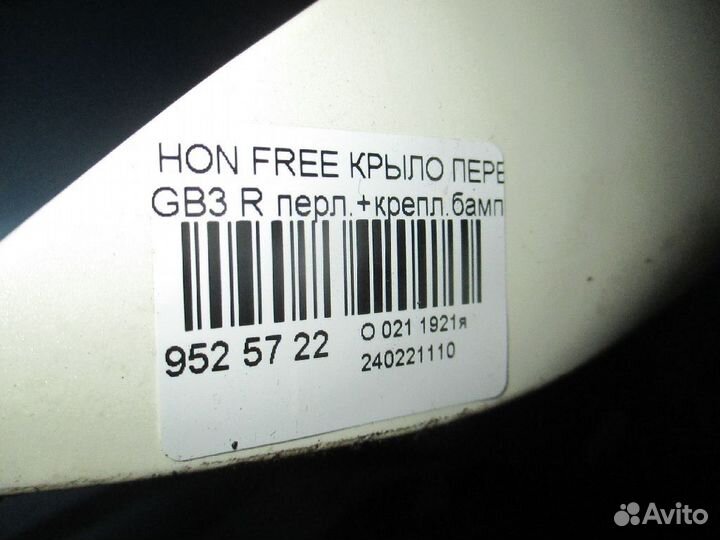 HON FREE КРЫЛО ПЕРЕ
GB3 R перл.+крепл.бамп
952 57 22
О 021 1921я
240221110
Avito